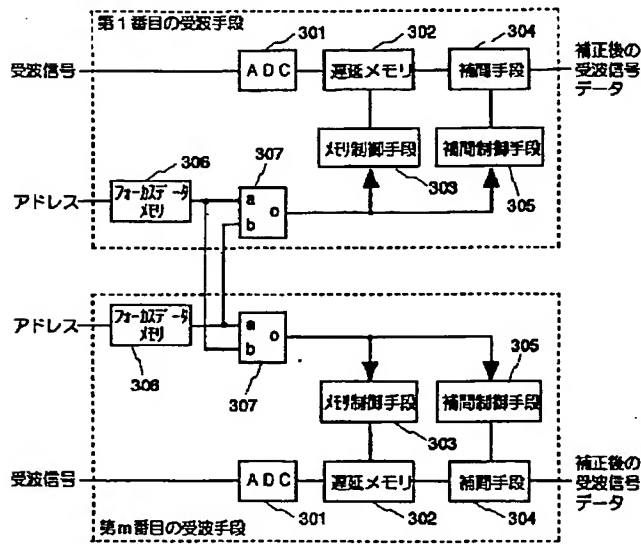 第1番目の受波手段
301
302
304
受波信号
ADC
遅延メモリ
補間手段
補正後の
受波信号
データ
306
307
メモリ制御手段
補間制御手段
303
305
アドレス
フォーカスデータ
メモリ
a
b
o
アドレス
フォーカスデータ
メモリ
a
b
o
306
307
305
メモリ制御手段
補間制御手段
303
受波信号
ADC
遅延メモリ
補間手段
補正後の
受波信号
データ
301
302
304
第m番目の受波手段